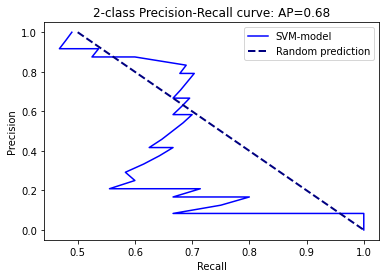 2-class Precision-Recall curve: AP=0.68
SVM-model
Random prediction
Precision
1.0
0.8
0.6
0.4
0.2
0.0
0.5 0.6 0.7 0.8 0.9 1.0
Recall